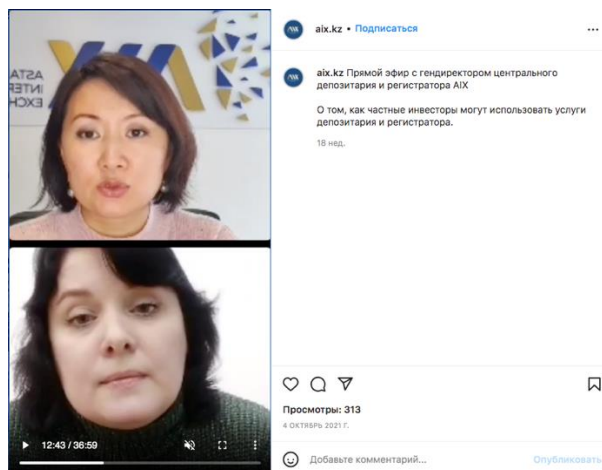 ASTA
INTER
EXCH
AIX
12:43 / 36:59
aix.kz • Подписаться
aix.kz Прямой эфир с гендиректором центрального
депозитария и регистратора AIX
О том, как частные инвесторы могут использовать услуги
депозитария и регистратора.
18 нед.
Просмотры: 313
4 ОКТЯБРЬ 2021 Г.
Добавьте комментарий...
Опубликовать